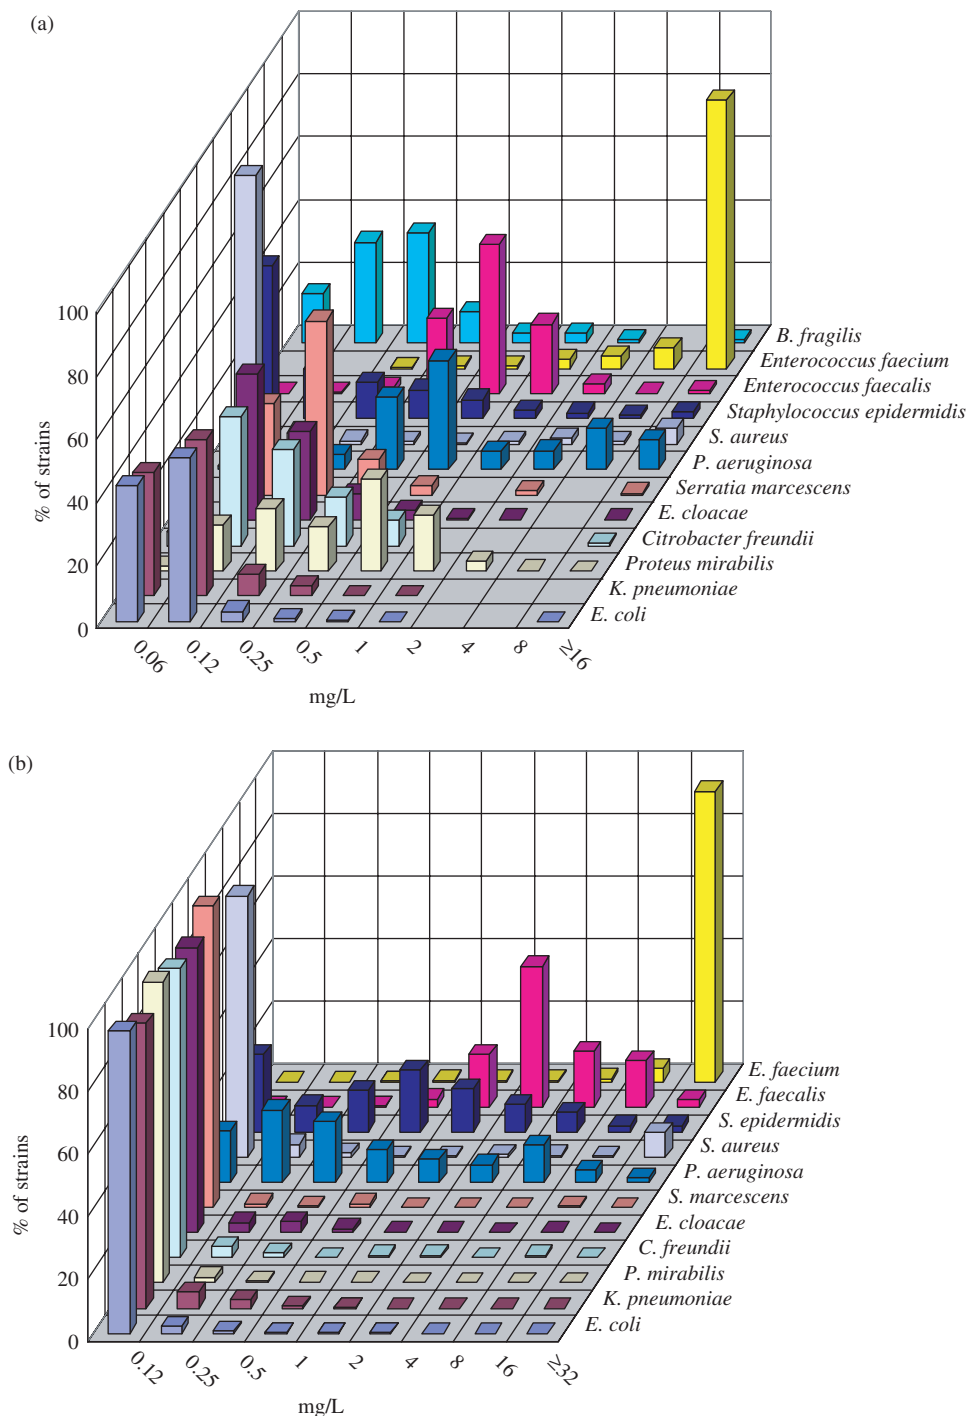 (a)
100
80
60
40
20
0
% of strains
B. fragilis
Enterococcus faecium
Enterococcus faecalis
Staphylococcus epidermidis
S. aureus
P. aeruginosa
Serratia marcescens
E. cloacae
Citrobacter freundii
Proteus mirabilis
K. pneumoniae
E. coli
0.06 0.12 0.25 0.5 1 2 4 8 ≥16
mg/L
(b)
100
80
60
40
20
0
% of strains
E. faecium
E. faecalis
S. epidermidis
S. aureus
P. aeruginosa
S. marcescens
E. cloacae
C. freundii
P. mirabilis
K. pneumoniae
E. coli
0.12 0.25 0.5 1 2 4 8 16 ≥32
mg/L